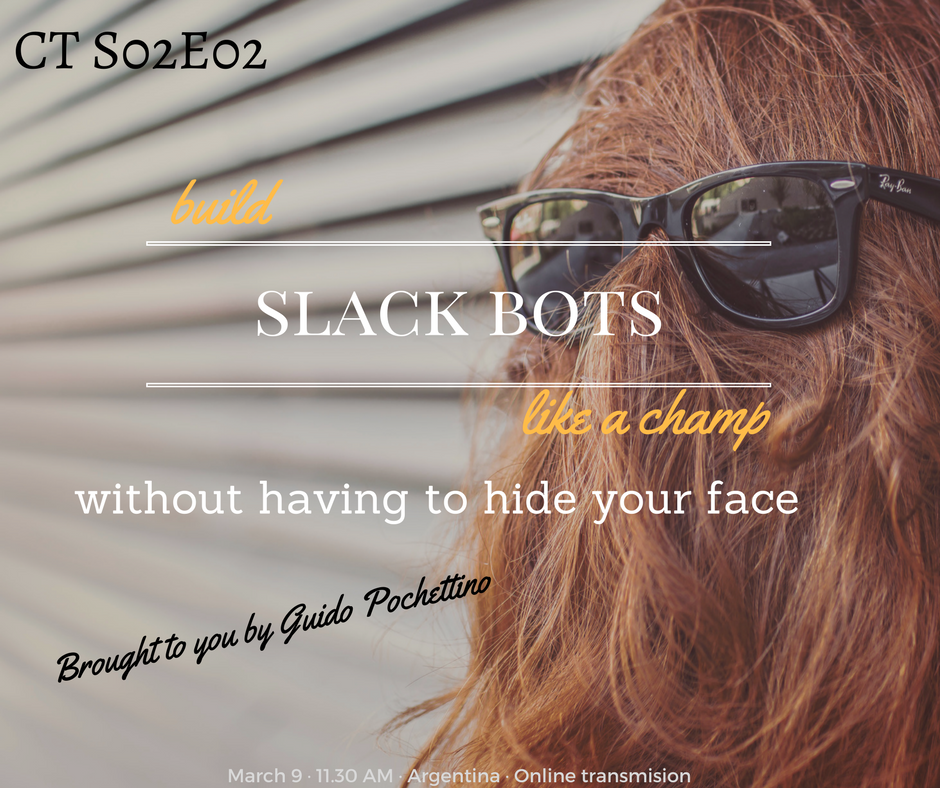 CT S02E02
Ray-Ban
build
SLACK BOTS
like a champ
without having to hide your face
Brought to you by Guido Pochettino
March 9 · 11.30 AM · Argentina · Online transmision